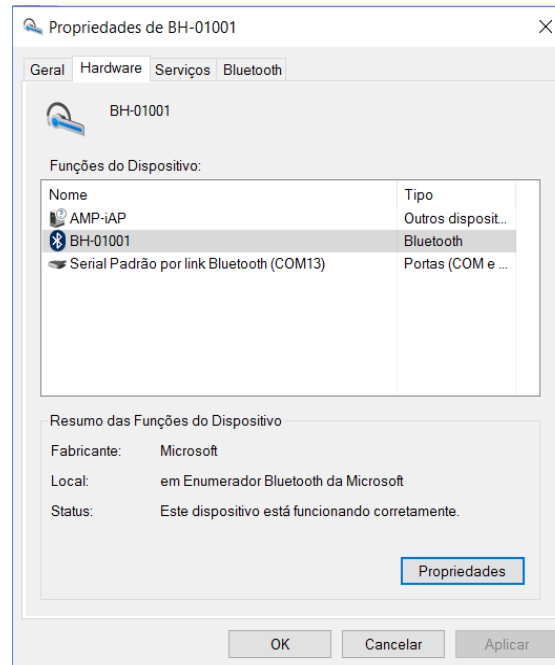 Propriedades de BH-01001
Geral Hardware Serviços Bluetooth
BH-01001
Funções do Dispositivo:
Nome Tipo
AMP-iAP Outros disposit...
BH-01001 Bluetooth
Serial Padrão por link Bluetooth (COM13) Portas (COM e ...
Resumo das Funções do Dispositivo
Fabricante: Microsoft
Local: em Enumerador Bluetooth da Microsoft
Status: Este dispositivo está funcionando corretamente.
Propriedades
OK Cancelar Aplicar